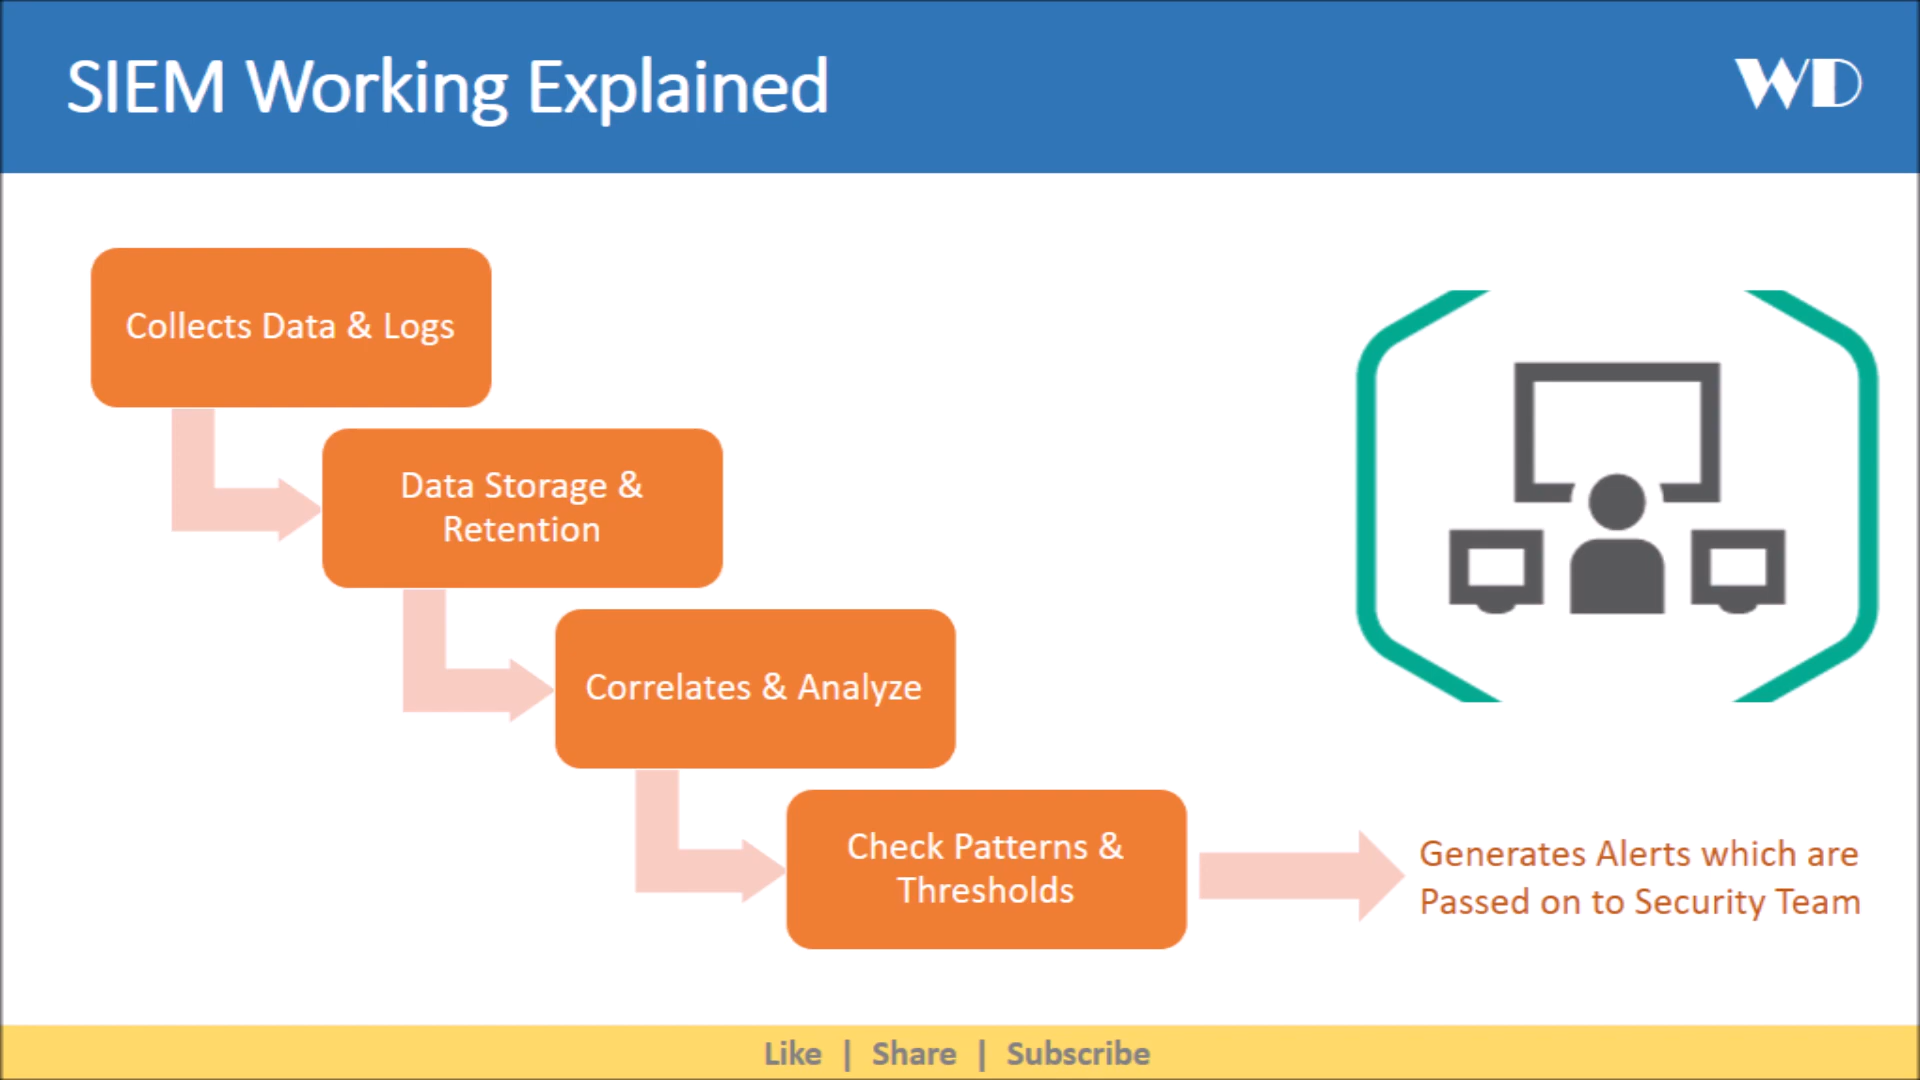 SIEM Working Explained
WD
Collects Data & Logs
Data Storage &
Retention
Correlates & Analyze
Check Patterns &
Thresholds
Generates Alerts which are
Passed on to Security Team
Like | Share | Subscribe